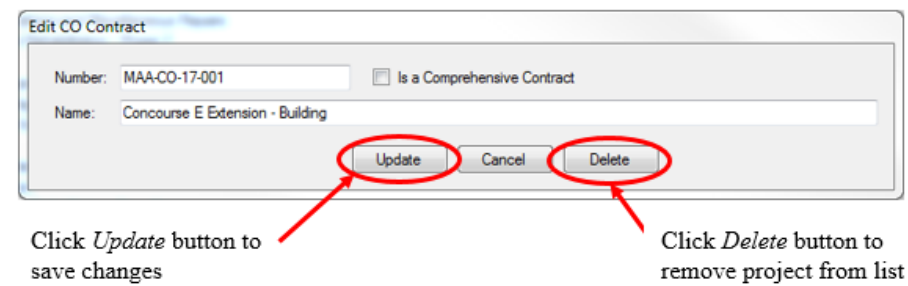 Edit CO Contract
Number: MAA-CO-17-001 Is a Comprehensive Contract
Name: Concourse E Extension - Building
Update Cancel Delete
Click Update button to
save changes
Click Delete button to
remove project from list